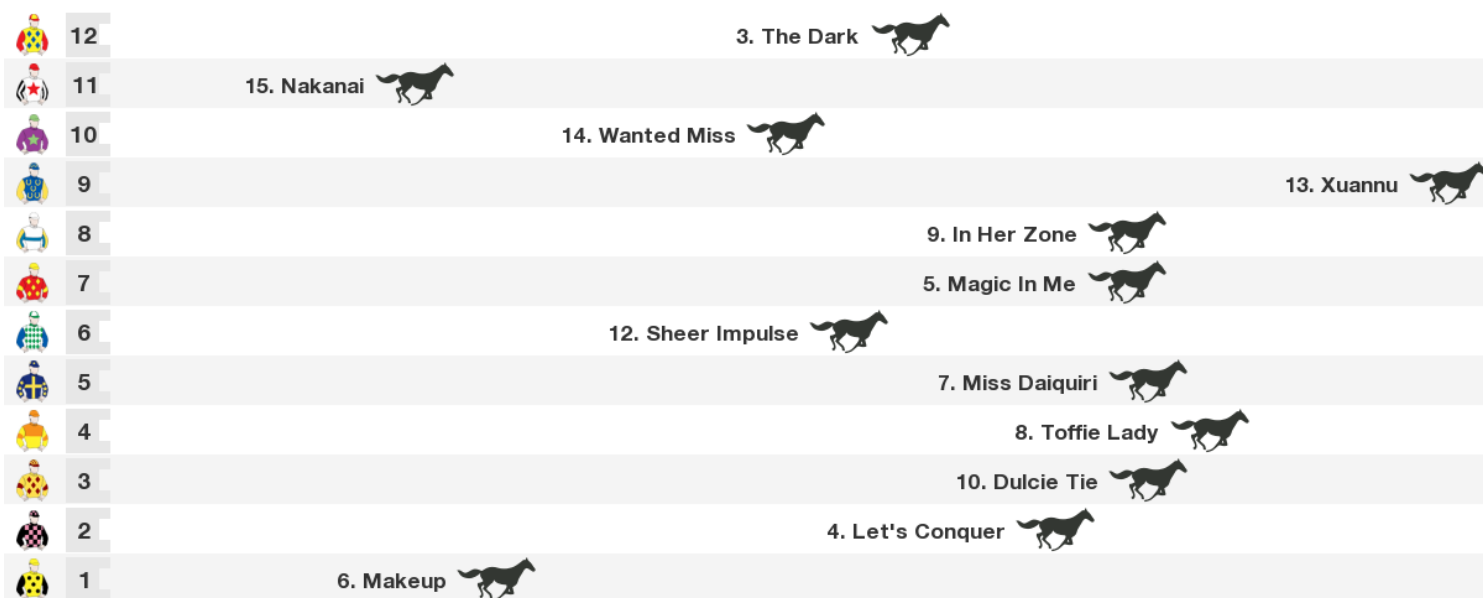 12 3. The Dark
11 15. Nakanai
10 14. Wanted Miss
9 13. Xuannu
8 9. In Her Zone
7 5. Magic In Me
6 12. Sheer Impulse
5 7. Miss Daiquiri
4 8. Toffie Lady
3 10. Dulcie Tie
2 4. Let's Conquer
1 6. Makeup